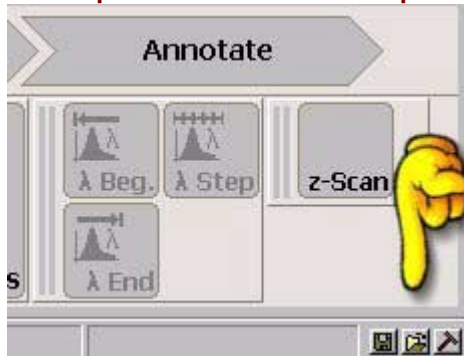 Annotate
λ Beg. λ Step z-Scan
s
λ End